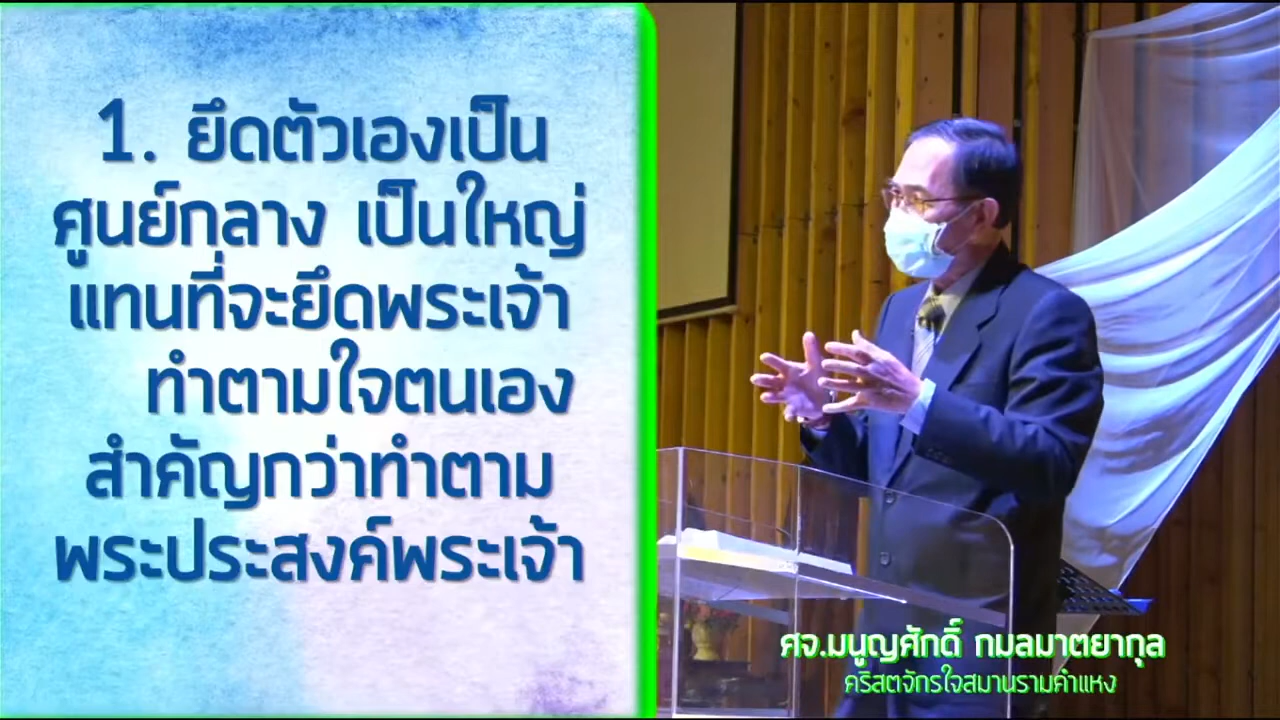 1. ยึดตัวเองเป็น
ศูนย์กลาง เป็นใหญ่
แทนที่จะยึดพระเจ้า
ทำตามใจตนเอง
สำคัญกว่าทำตาม
พระประสงค์พระเจ้า
ศจ.มนูญศักดิ์ กมลมาตยากุล
คริสตจักรใจสมานรามคำแหง